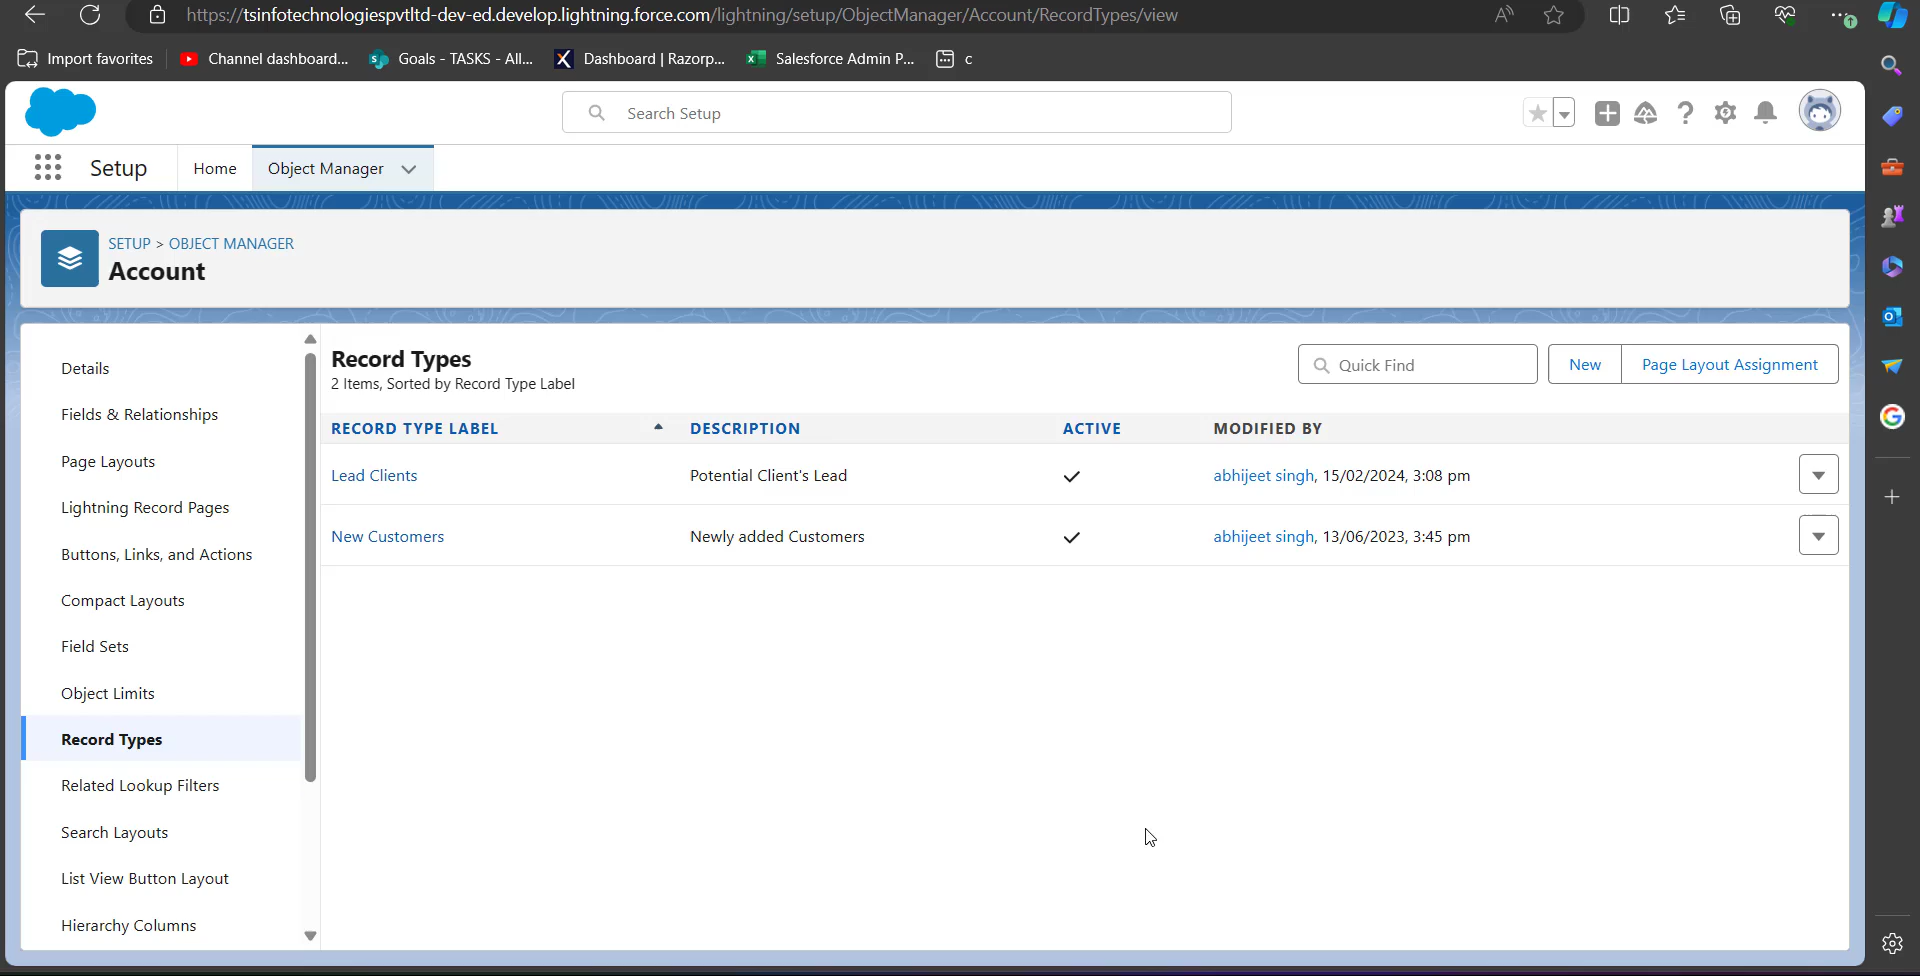 https://tsinfotechnologiespvtltd-dev-ed.develop.lightning.force.com/lightning/setup/ObjectManager/Account/RecordTypes/view
Import favorites
Channel dashboard...
Goals - TASKS - All...
Dashboard | Razorp...
Salesforce Admin P...
c
Search Setup
Setup
Home
Object Manager
SETUP > OBJECT MANAGER
Account
Details
Fields & Relationships
Page Layouts
Lightning Record Pages
Buttons, Links, and Actions
Compact Layouts
Field Sets
Object Limits
Record Types
Related Lookup Filters
Search Layouts
List View Button Layout
Hierarchy Columns
Record Types
2 Items, Sorted by Record Type Label
Quick Find
New
Page Layout Assignment
RECORD TYPE LABEL DESCRIPTION ACTIVE MODIFIED BY
Lead Clients Potential Client's Lead abhijeet singh, 15/02/2024, 3:08 pm
New Customers Newly added Customers abhijeet singh, 13/06/2023, 3:45 pm